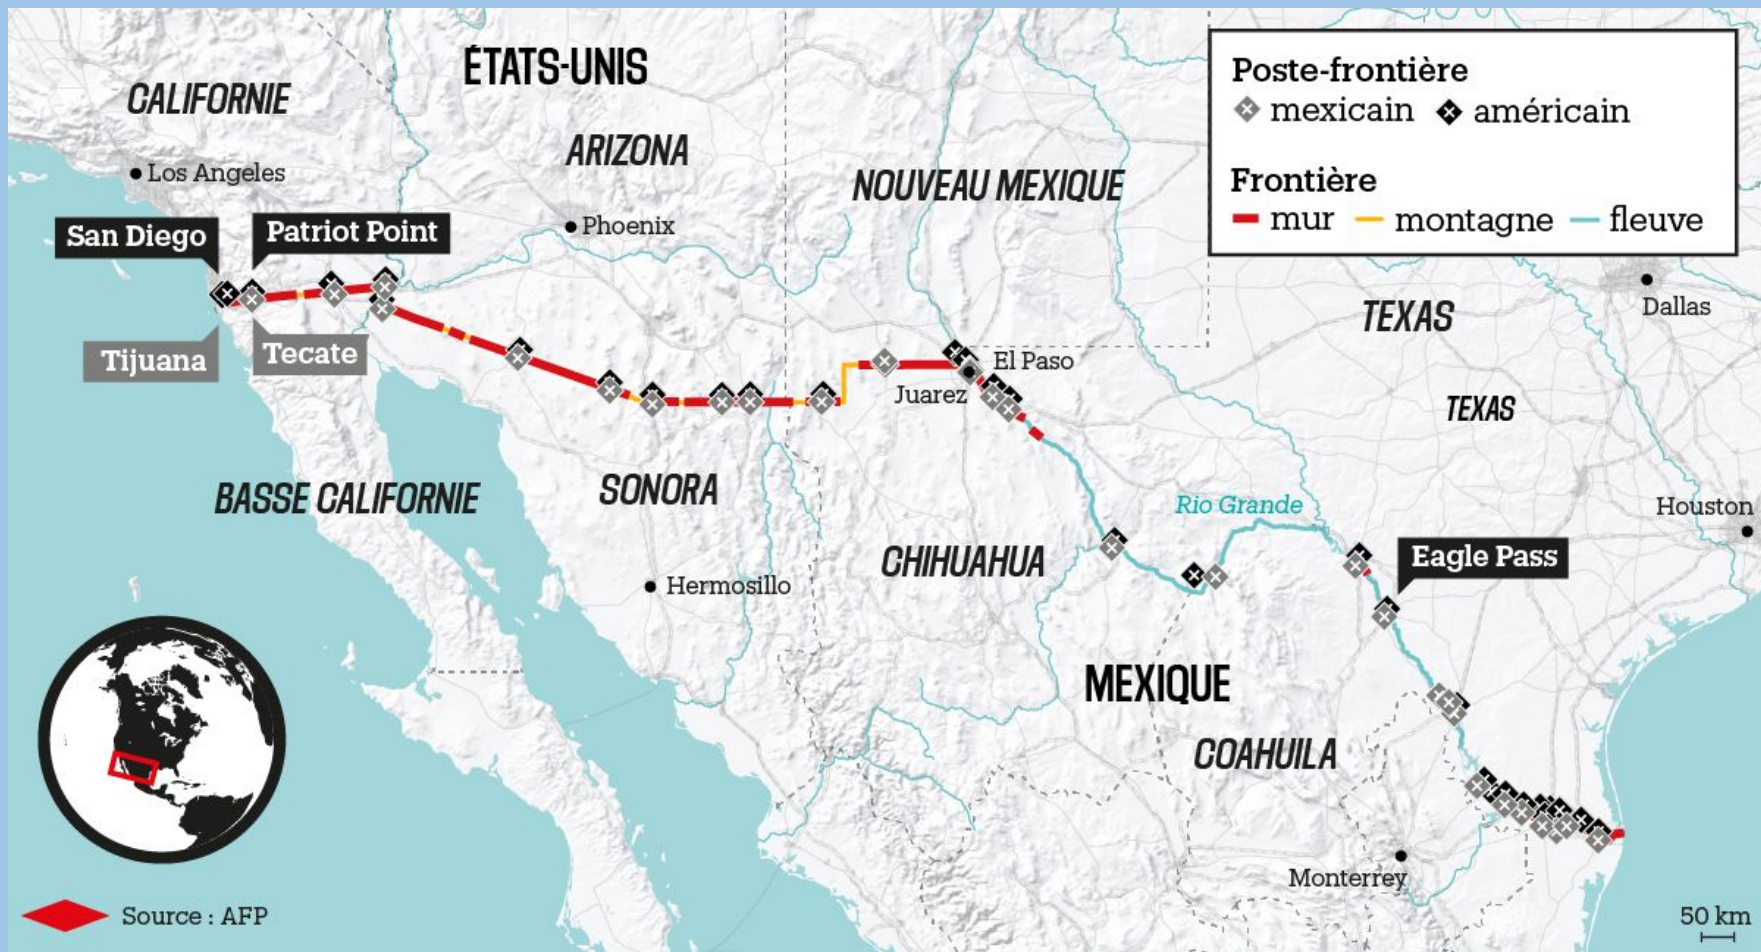 ÉTATS-UNIS
CALIFORNIE
ARIZONA
NOUVEAU MEXIQUE
Los Angeles
Phoenix
San Diego
Patriot Point
Tijuana
Tecate
Poste-frontière
mexicain
américain
Frontière
mur
montagne
fleuve
Dallas
TEXAS
El Paso
Juarez
TEXAS
BASSE CALIFORNIE
SONORA
Rio Grande
Houston
CHIHUAHUA
Eagle Pass
Hermosillo
MEXIQUE
COAHUILA
Monterrey
Source : AFP
50 km